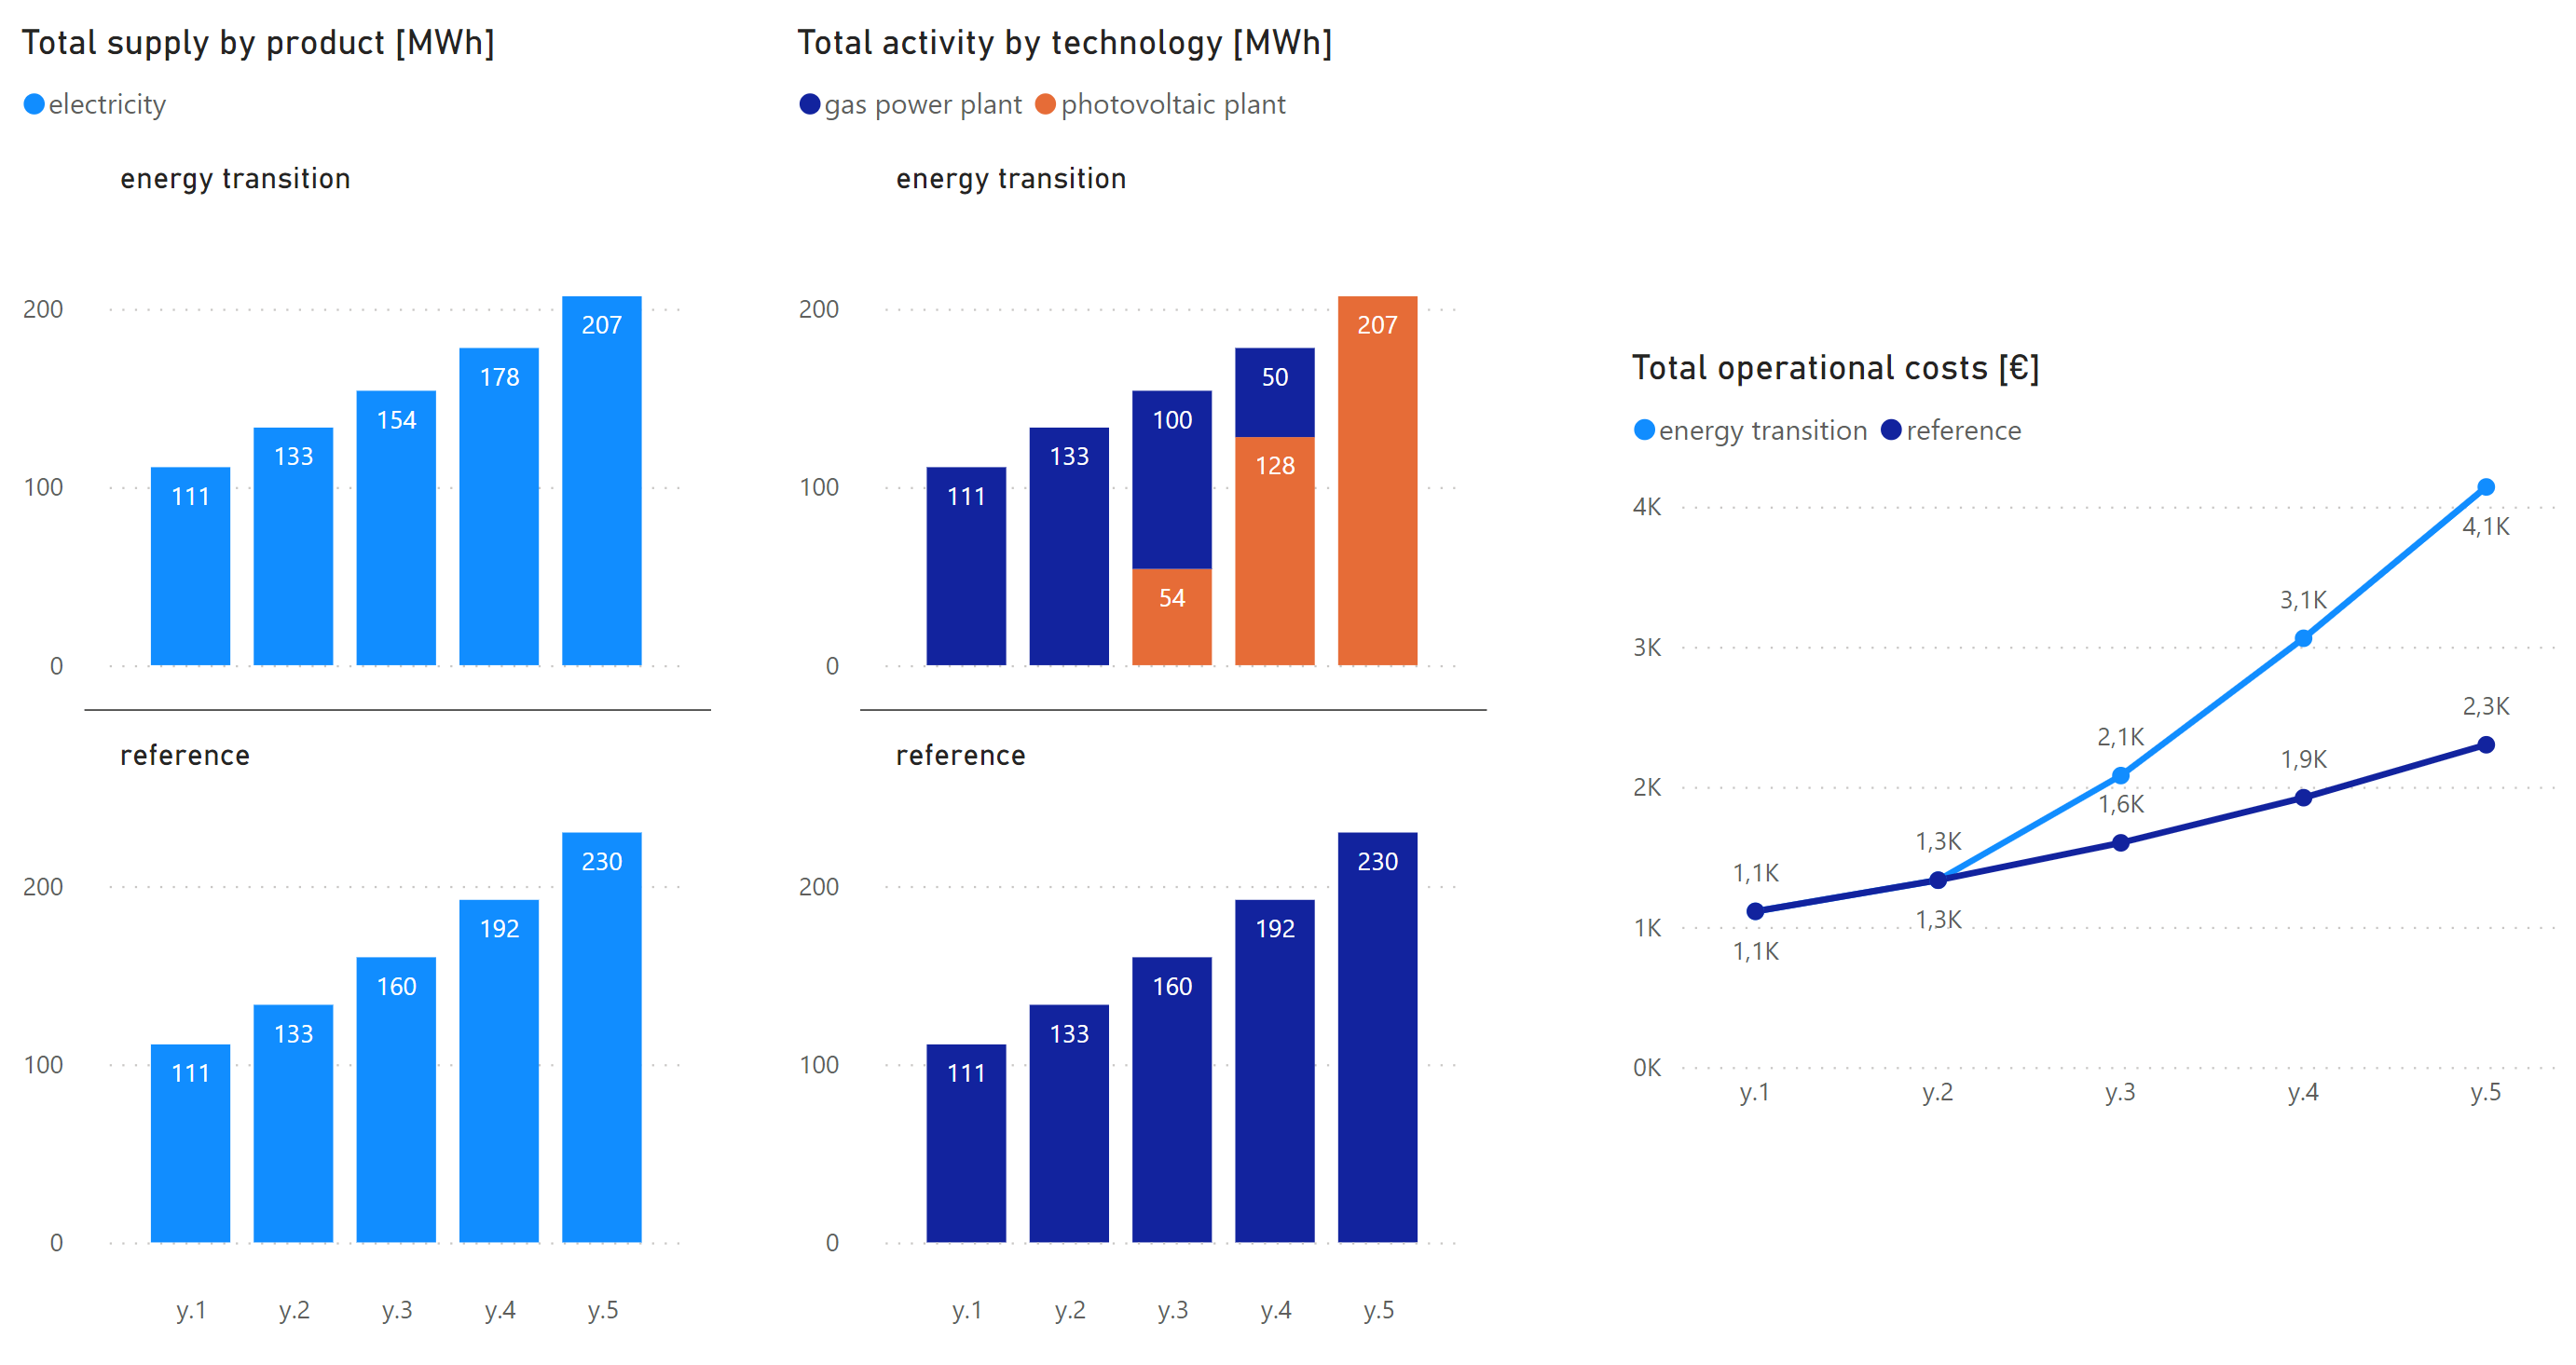 Total supply by product [MWh]
electricity
energy transition
200
100
0
111
133
154
178
207
reference
200
100
0
111
133
160
192
230
y.1
y.2
y.3
y.4
y.5
Total activity by technology [MWh]
gas power plant
photovoltaic plant
energy transition
200
100
0
111
133
100
54
50
128
207
reference
200
100
0
111
133
160
192
230
y.1
y.2
y.3
y.4
y.5
Total operational costs [€]
energy transition
reference
4K
3K
2K
1K
0K
1,1K
1,1K
1,3K
1,3K
2,1K
1,6K
3,1K
1,9K
4,1K
2,3K
y.1
y.2
y.3
y.4
y.5